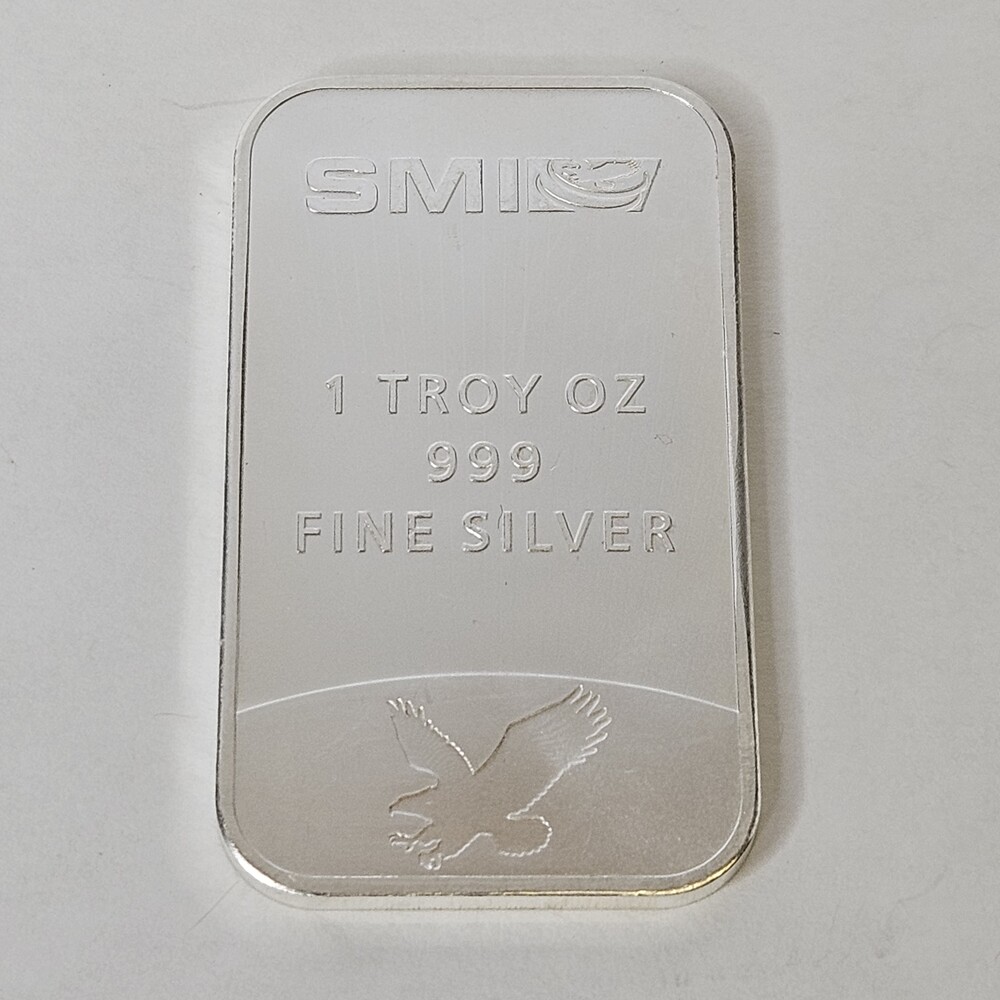 SMI
1 TROY OZ
999
FINE SILVER